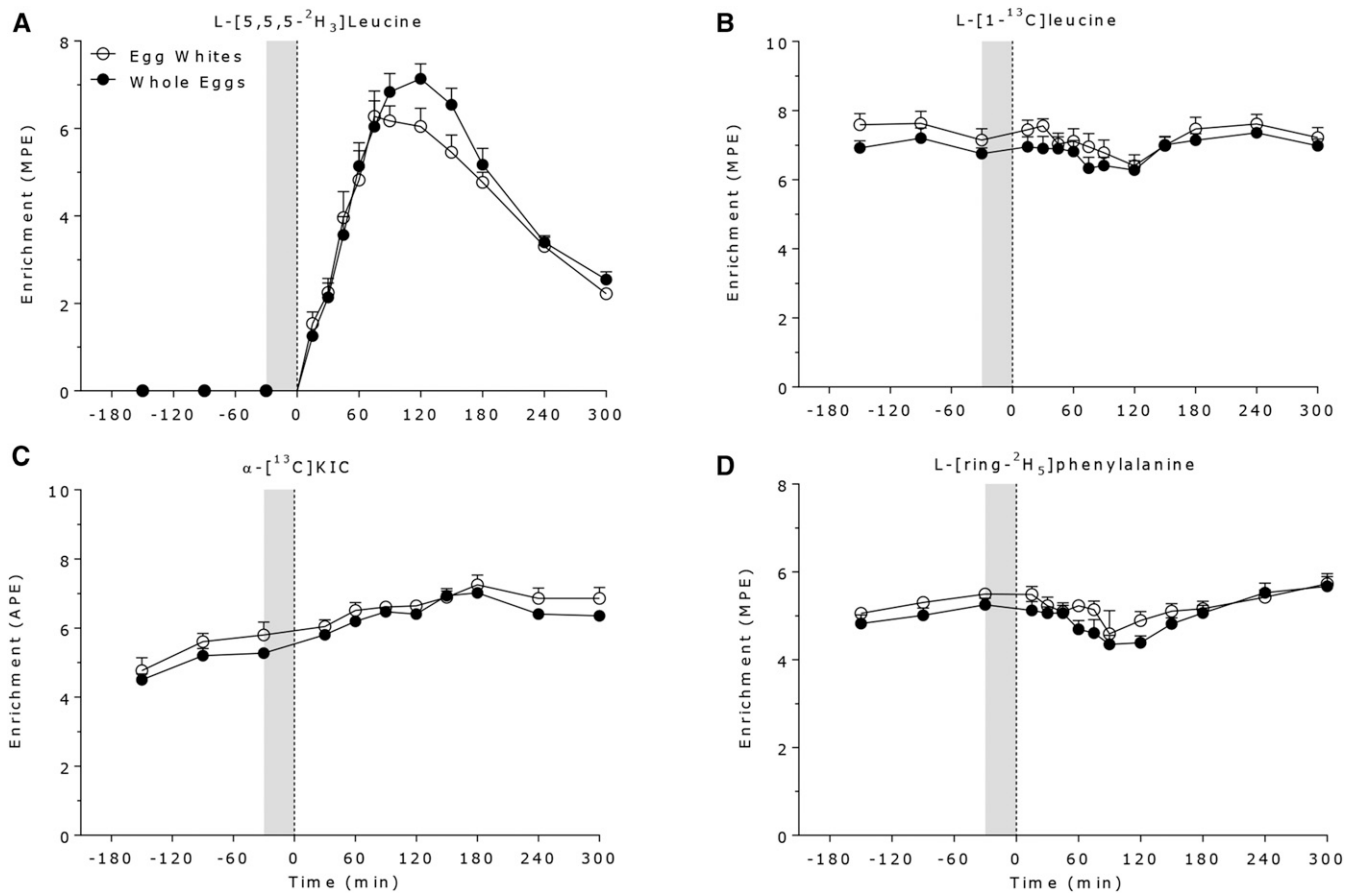 A
L-[5,5,5-²H₃]Leucine
Egg Whites
Whole Eggs
Enrichment (MPE)
8
6
4
2
0
-180 -120 -60 0 60 120 180 240 300
B
L-[1-¹³C]leucine
Enrichment (MPE)
10
8
6
4
2
0
-180 -120 -60 0 60 120 180 240 300
C
α-[¹³C]KIC
Enrichment (APE)
10
8
6
4
2
0
-180 -120 -60 0 60 120 180 240 300
Time (min)
D
L-[ring-²H₅]phenylalanine
Enrichment (MPE)
8
6
4
2
0
-180 -120 -60 0 60 120 180 240 300
Time (min)